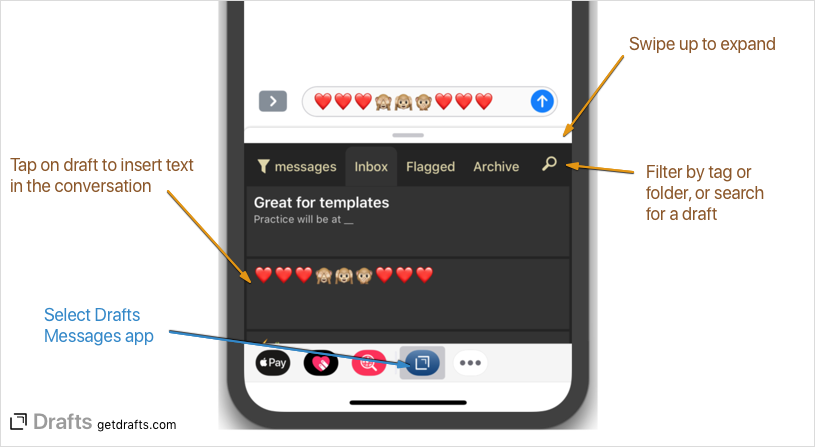 Swipe up to expand
❤️❤️❤️🙈🙉🙊❤️❤️❤️
Tap on draft to insert text
in the conversation
messages Inbox Flagged Archive
Filter by tag or
folder, or search
for a draft
Great for templates
Practice will be at __
❤️❤️❤️🙈🙉🙊❤️❤️❤️
Select Drafts
Messages app
Pay
Drafts getdrafts.com